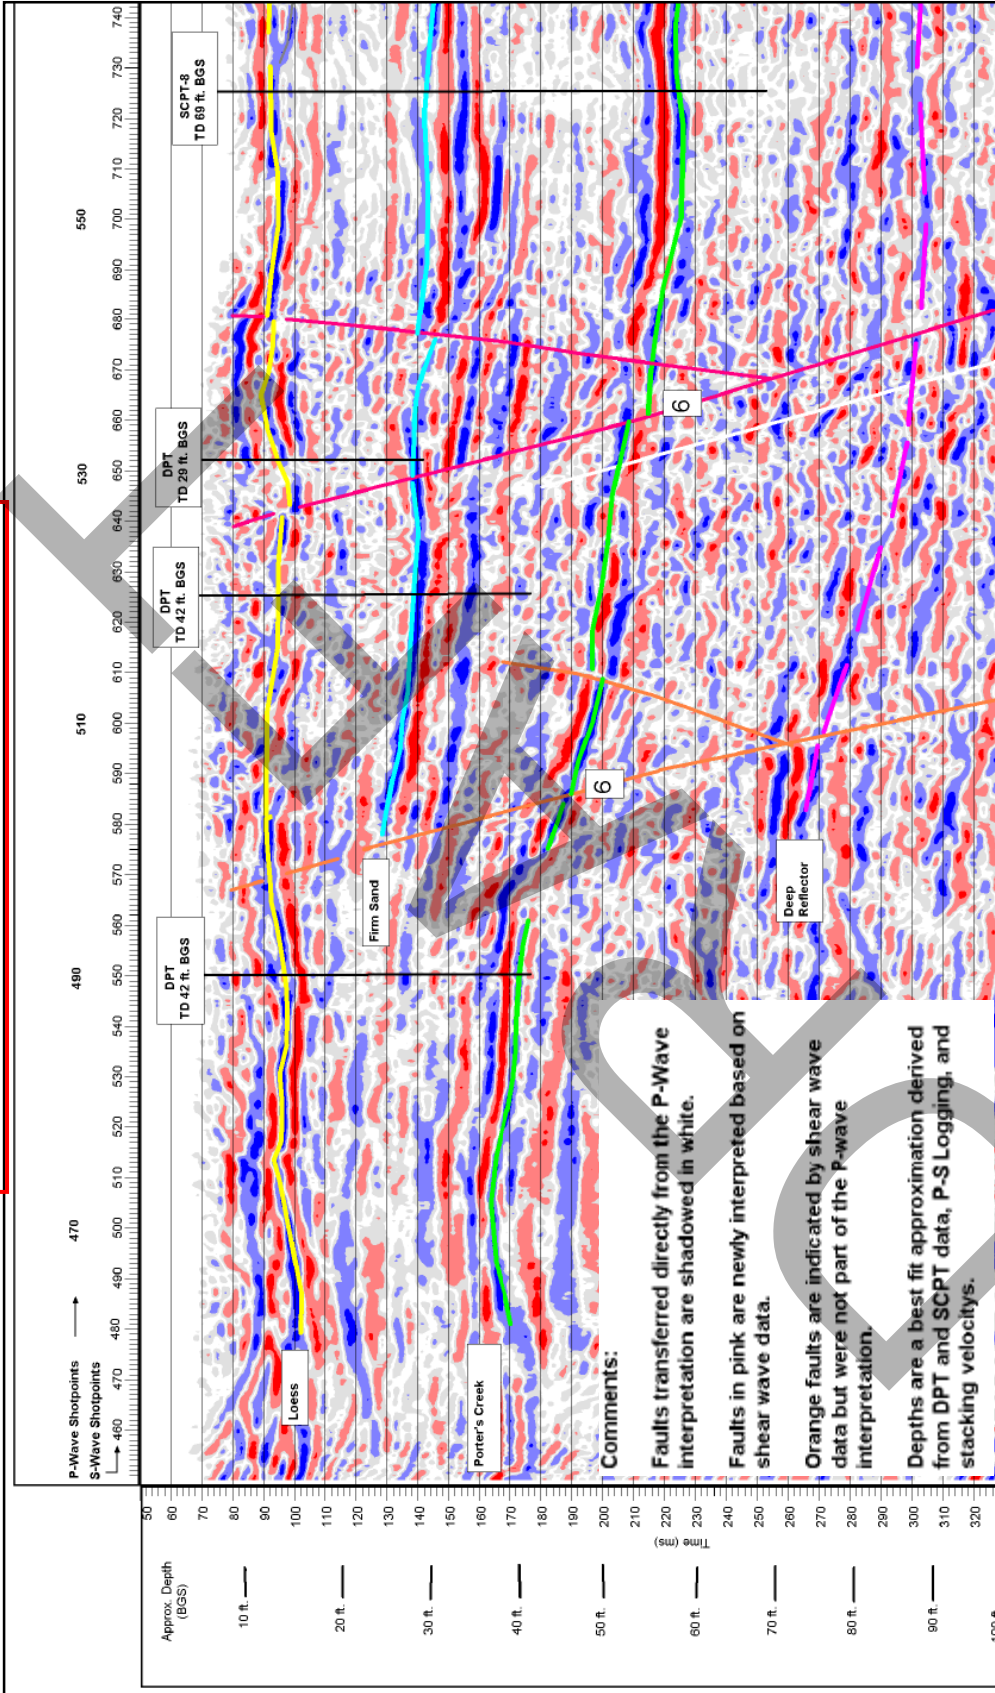 P-Wave Shotpoints
470
490
510
530
550
S-Wave Shotpoints
460
470
480
490
500
510
520
530
540
550
560
570
580
590
600
610
620
630
640
650
660
670
680
690
700
710
720
730
740
DPT
TD 42 ft. BGS
DPT
TD 42 ft. BGS
DPT
TD 29 ft. BGS
SCPT-8
TD 69 ft. BGS
Loess
Firm Sand
Porter's Creek
Deep
Reflector
6
6
Approx. Depth
(BGS)
10 ft.
20 ft.
30 ft.
40 ft.
50 ft.
60 ft.
70 ft.
80 ft.
90 ft.
Time (ms)
50
60
70
80
90
100
110
120
130
140
150
160
170
180
190
200
210
220
230
240
250
260
270
280
290
300
310
320
Comments:
Faults transferred directly from the P-Wave
interpretation are shadowed in white.
Faults in pink are newly interpreted based on
shear wave data.
Orange faults are indicated by shear wave
data but were not part of the P-wave
interpretation.
Depths are a best fit approximation derived
from DPT and SCPT data, P-S Logging, and
stacking velocitys.